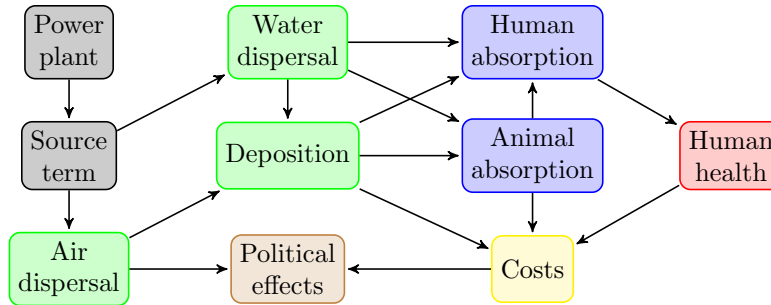 Power
plant
Water
dispersal
Human
absorption
Source
term
Deposition
Animal
absorption
Human
health
Air
dispersal
Political
effects
Costs